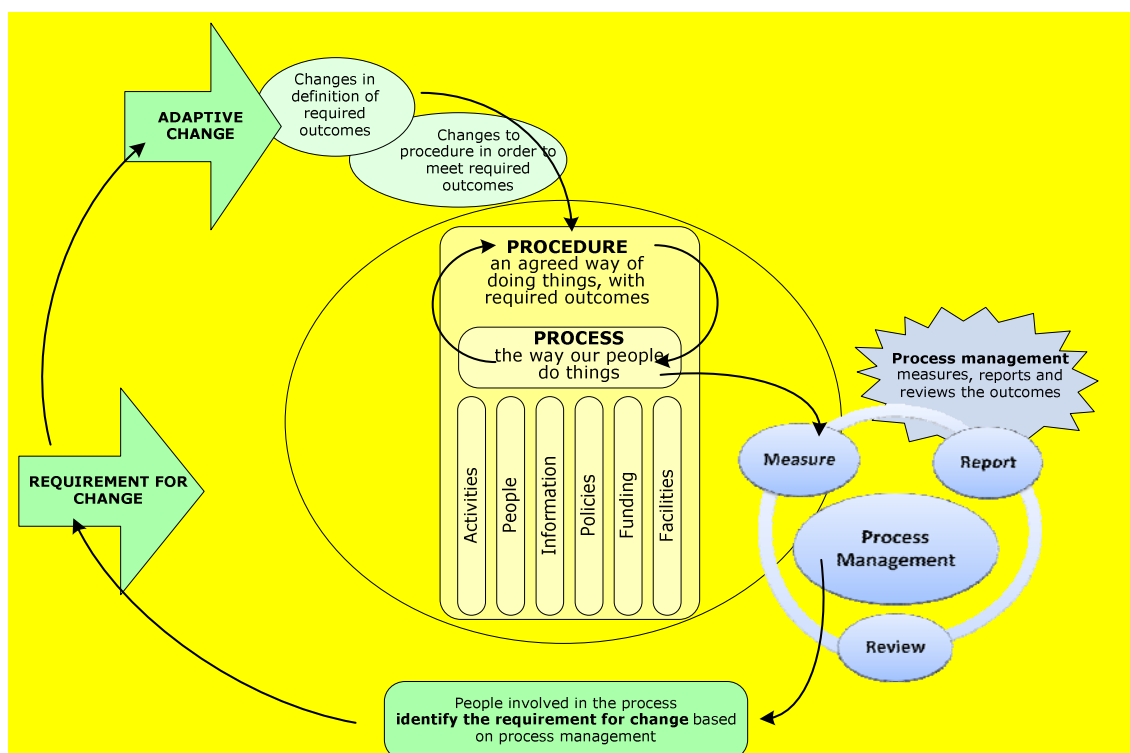 Changes in
definition of
required
outcomes
ADAPTIVE
CHANGE
Changes to
procedure in order to
meet required
outcomes
PROCEDURE
an agreed way of
doing things, with
required outcomes
PROCESS
the way our people
do things
Activities
People
Information
Policies
Funding
Facilities
Process management
measures, reports and
reviews the outcomes
Measure
Report
Process
Management
Review
REQUIREMENT FOR
CHANGE
People involved in the process
identify the requirement for change based
on process management